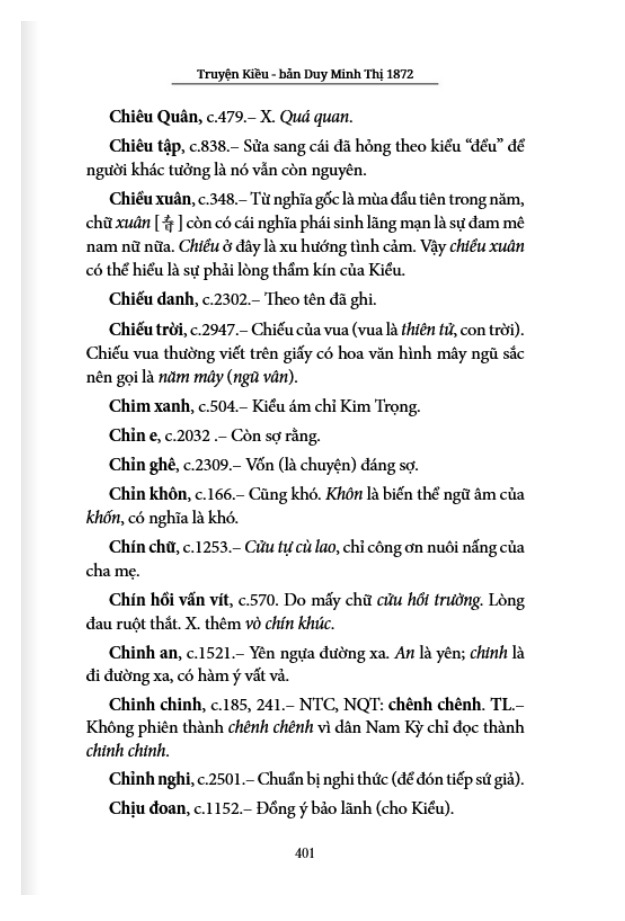 Truyện Kiều - bản Duy Minh Thị 1872
Chiêu Quân, c.479.– X. Quá quan.
Chiêu tập, c.838.– Sửa sang cái đã hỏng theo kiểu “đểu” để
người khác tưởng là nó vẫn còn nguyên.
Chiều xuân, c.348.– Từ nghĩa gốc là mùa đầu tiên trong năm,
chữ xuân [ ] còn có cái nghĩa phái sinh lãng mạn là sự đam mê
nam nữ nữa. Chiều ở đây là xu hướng tình cảm. Vậy chiều xuân
có thể hiểu là sự phải lòng thầm kín của Kiều.
Chiếu danh, c.2302.– Theo tên đã ghi.
Chiếu trời, c.2947.– Chiếu của vua (vua là thiên tử, con trời).
Chiếu vua thường viết trên giấy có hoa văn hình mây ngũ sắc
nên gọi là năm mây (ngũ vân).
Chim xanh, c.504.– Kiều ám chỉ Kim Trọng.
Chỉn e, c.2032 .– Còn sợ rằng.
Chỉn ghê, c.2309.– Vốn (là chuyện) đáng sợ.
Chỉn khôn, c.166.– Cũng khó. Khôn là biến thể ngữ âm của
khốn, có nghĩa là khó.
Chín chữ, c.1253.– Cửu tự cù lao, chỉ công ơn nuôi nấng của
cha mẹ.
Chín hồi vấn vít, c.570. Do mấy chữ cửu hồi trường. Lòng
đau ruột thắt. X. thêm vò chín khúc.
Chinh an, c.1521.– Yên ngựa đường xa. An là yên; chinh là
đi đường xa, có hàm ý vất vả.
Chinh chinh, c.185, 241.– NTC, NQT: chênh chênh. TL.–
Không phiên thành chênh chênh vì dân Nam Kỳ chỉ đọc thành
chinh chinh.
Chỉnh nghi, c.2501.– Chuẩn bị nghi thức (để đón tiếp sứ giả).
Chịu đoan, c.1152.– Đồng ý bảo lãnh (cho Kiều).
401